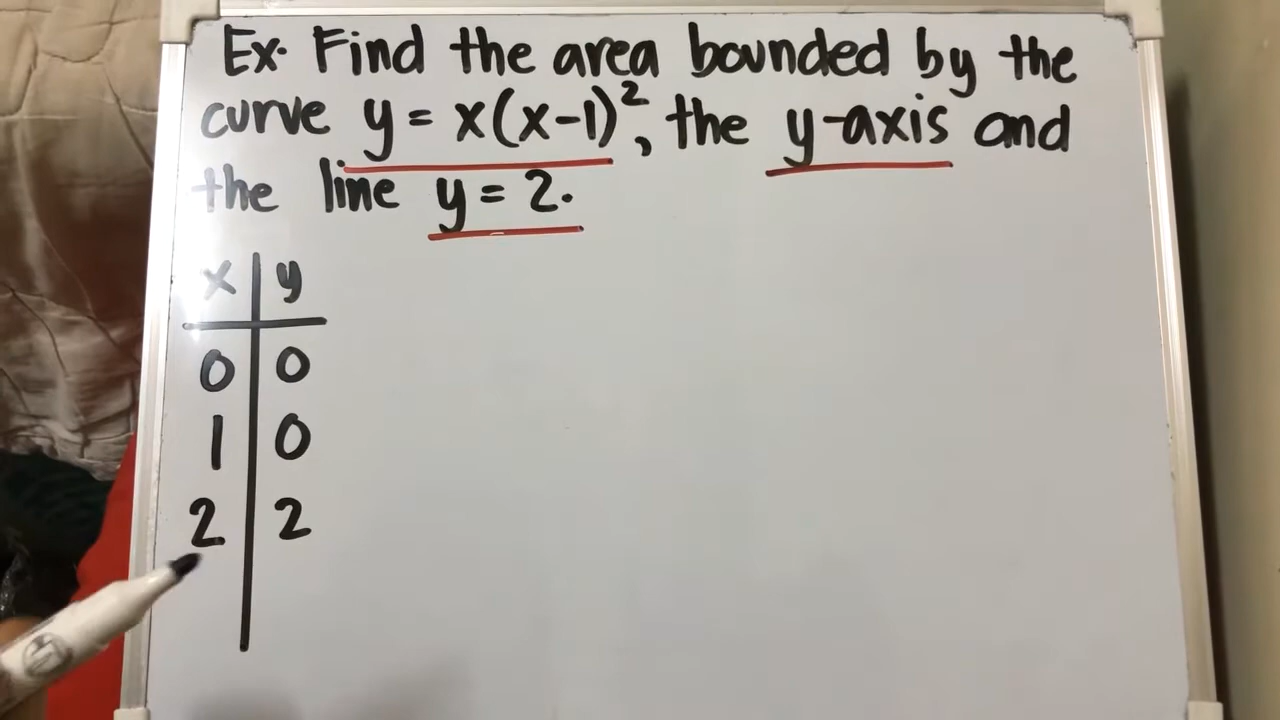 Ex. Find the area bounded by the
curve y = x(x-1)², the y-axis and
the line y = 2.
x y
0 0
1 0
2 2